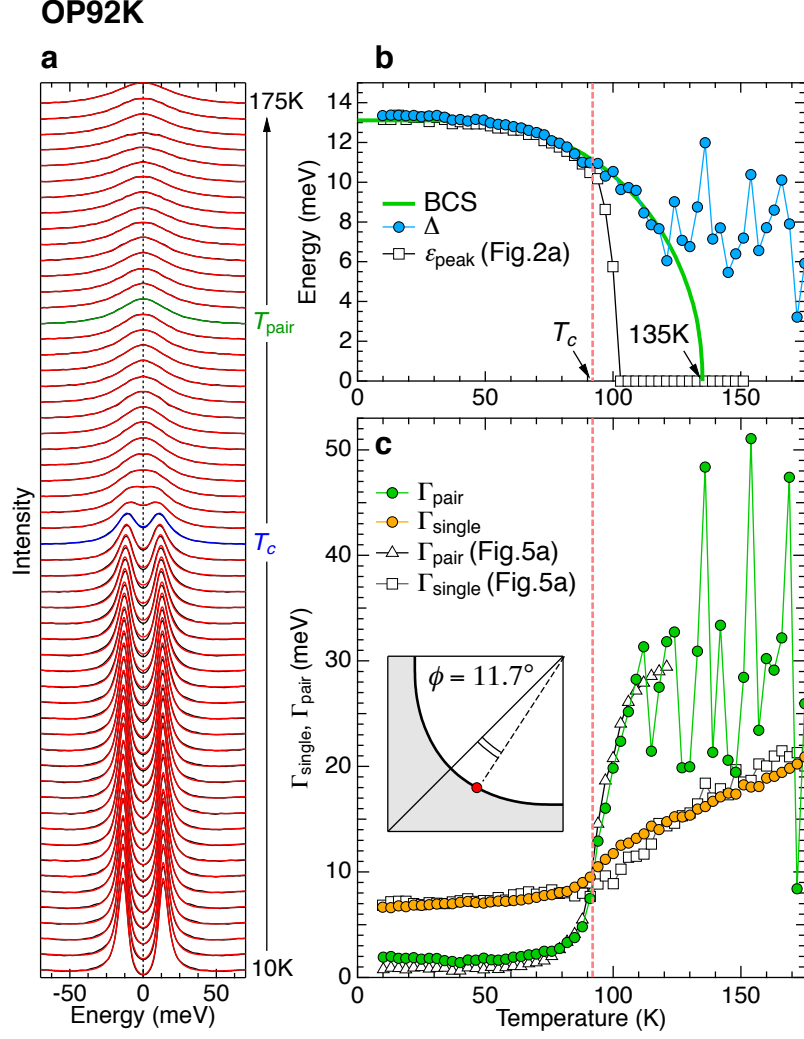 OP92K
a
175K
T_pair
Intensity
T_c
10K
-50 0 50
Energy (meV)
b
14
12
10
8
6
4
2
0
Energy (meV)
BCS
Δ
ε_peak (Fig.2a)
T_c
135K
0 50 100 150
c
50
40
30
20
10
0
Γ_single, Γ_pair (meV)
Γ_pair
Γ_single
Γ_pair (Fig.5a)
Γ_single (Fig.5a)
ϕ = 11.7°
0 50 100 150
Temperature (K)